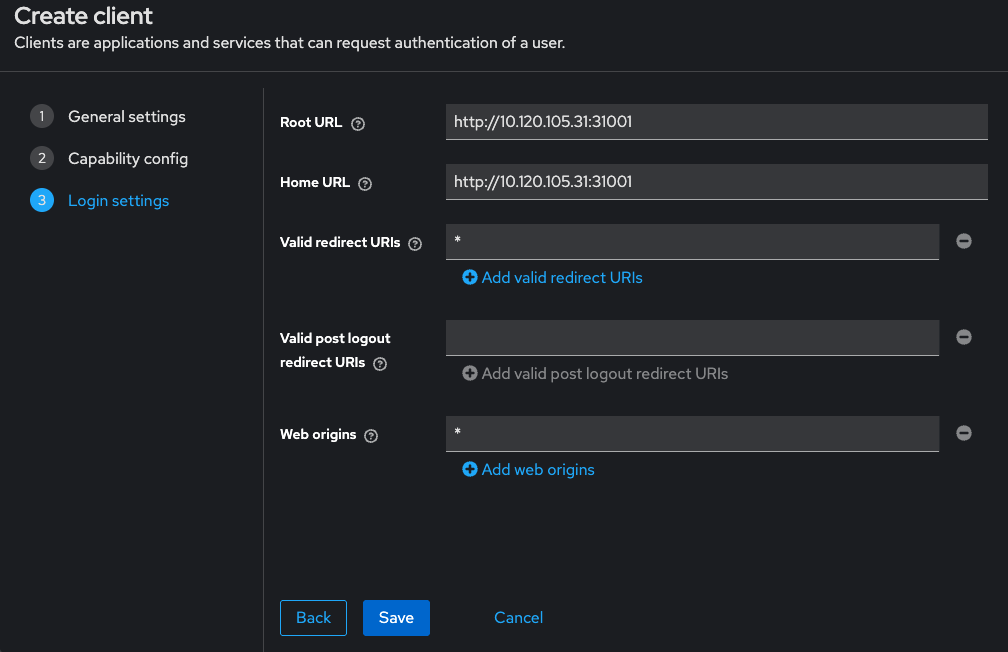 Create client
Clients are applications and services that can request authentication of a user.
1 General settings
2 Capability config
3 Login settings
Root URL ?
http://10.120.105.31:31001
Home URL ?
http://10.120.105.31:31001
Valid redirect URIs ?
*
Add valid redirect URIs
Valid post logout
redirect URIs ?
Add valid post logout redirect URIs
Web origins ?
*
Add web origins
Back Save Cancel